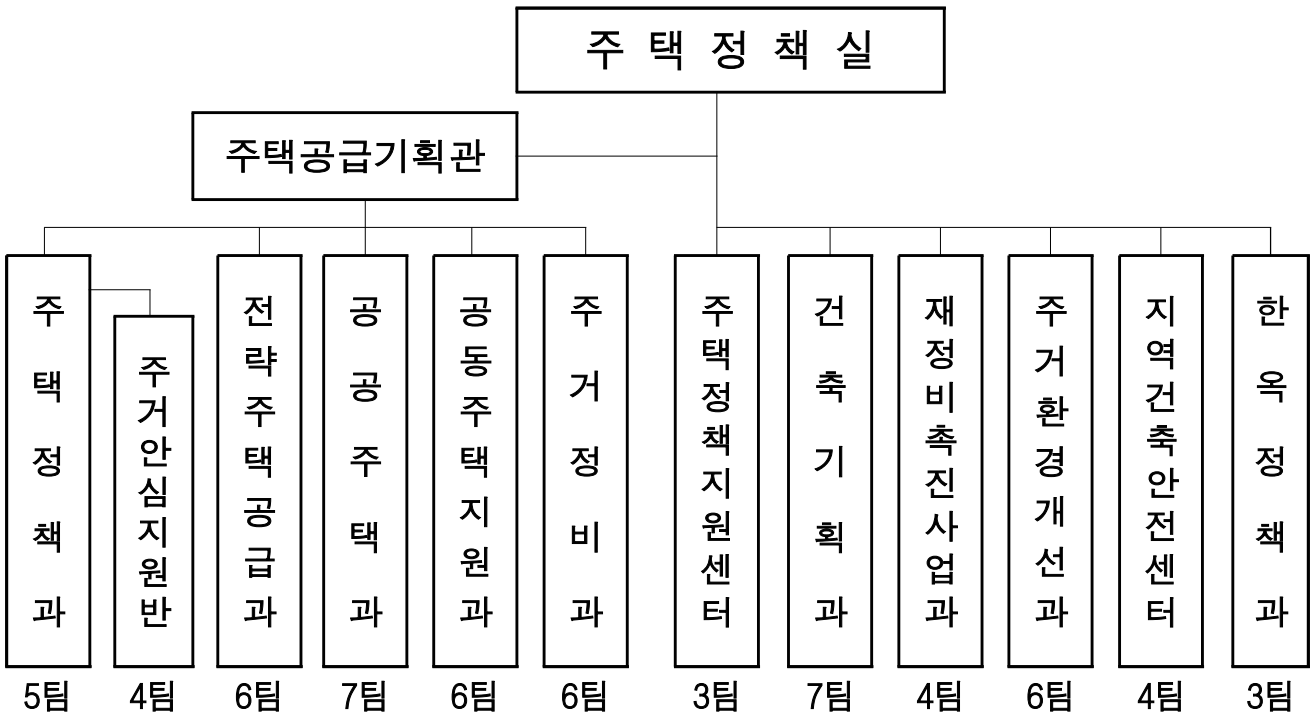 주 택 정 책 실
주택공급기획관
주택정책과
주거안심지원반
전략주택공급과
공공주택과
공동주택지원과
주거정비과
주택정책지원센터
건축기획과
재정비촉진사업과
주거환경개선과
지역건축안전센터
한옥정책과
5팀 4팀 6팀 7팀 6팀 6팀 3팀 7팀 4팀 6팀 4팀 3팀